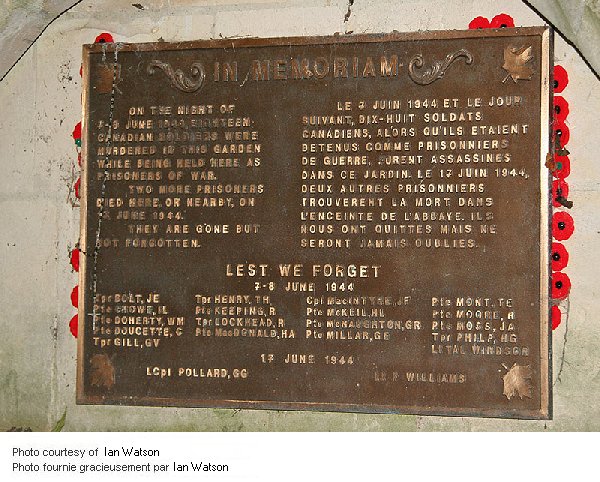 IN MEMORIAM
ON THE NIGHT OF
7-8 JUNE 1944, EIGHTEEN
CANADIAN SOLDIERS WERE
MURDERED IN THIS GARDEN
WHILE BEING HELD HERE AS
PRISONERS OF WAR.
TWO MORE PRISONERS
DIED HERE, OR NEARBY, ON
JUNE 1944.
THEY ARE GONE BUT
NOT FORGOTTEN.
LE 7 JUIN 1944 ET LE JOUR
SUIVANT, DIX-HUIT SOLDATS
CANADIENS, ALORS QU'ILS ETAIENT
DETENUS COMME PRISONNIERS
DE GUERRE, FURENT ASSASSINES
DANS CE JARDIN. LE 17 JUIN 1944,
DEUX AUTRES PRISONNIERS
TROUVERENT LA MORT DANS
L'ENCEINTE DE L'ABBAYE. ILS
NOUS ONT QUITTES MAIS NE
SERONT JAMAIS OUBLIES.
LEST WE FORGET
7-8 JUNE 1944
Tpr BOLT, JE
Pte CROWE, IL
Pte DOHERTY, WM
Pte DOUCETTE, C
Tpr GILL, GV
Tpr HENRY, TH
Pte KEEPING, R
Tpr LOCKHEAD, R
Pte MacDONALD, HA
Cpl MacINTYRE, JF
Pte McKEIL, HL
Pte McNAUGHTON, GR
Pte MILLAR, GE
Pte MONT, TE
Pte MOORE, R
Pte MOSS, JA
Tpr PHILP, HG
Lt TAL WINDSOR
17 JUNE 1944
LCpl POLLARD, GG
Lt F WILLIAMS
Photo courtesy of Ian Watson
Photo fournie gracieusement par Ian Watson